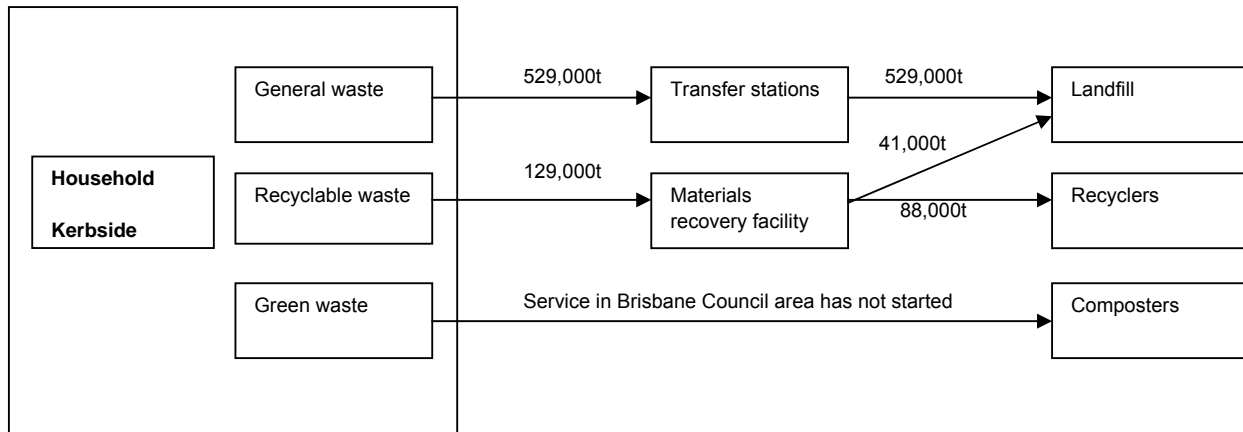 General waste
529,000t
Transfer stations
529,000t
Landfill
41,000t
Household
Kerbside
Recyclable waste
129,000t
Materials
recovery facility
88,000t
Recyclers
Green waste
Service in Brisbane Council area has not started
Composters